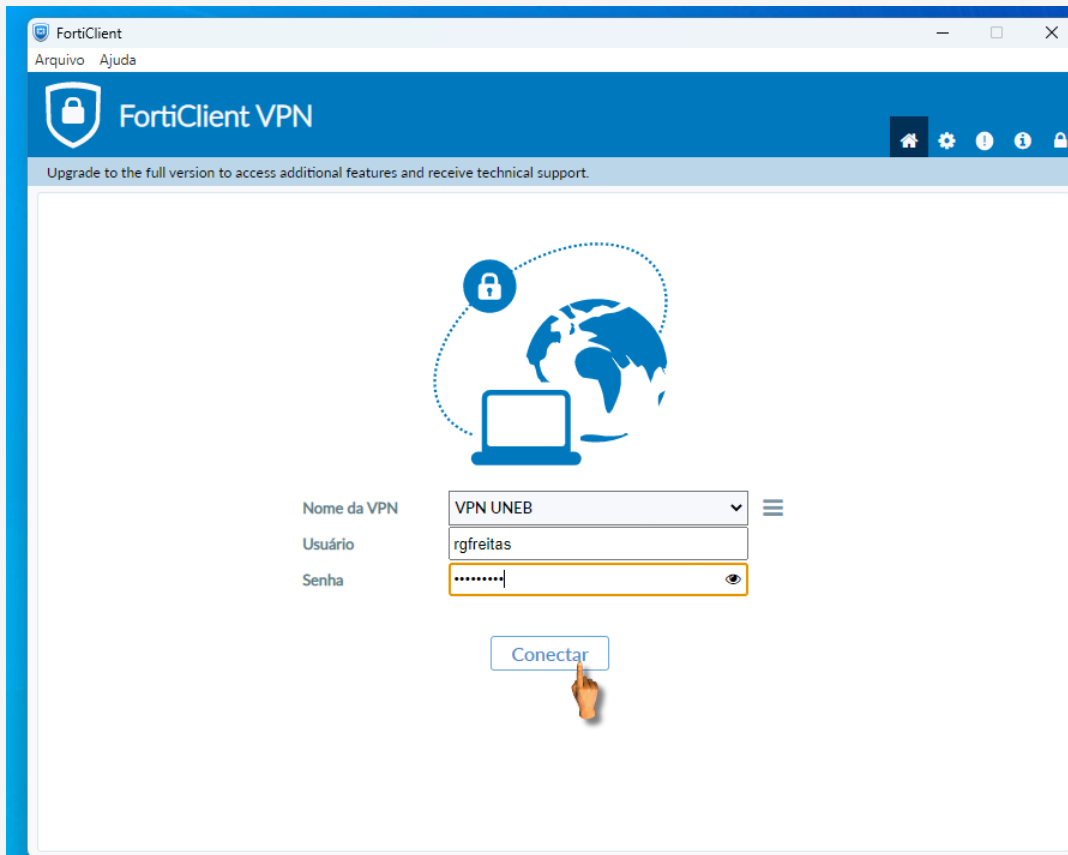 FortiClient
Arquivo Ajuda
FortiClient VPN
Upgrade to the full version to access additional features and receive technical support.
Nome da VPN VPN UNEB
Usuário rgfreitas
Senha •••••••••
Conectar